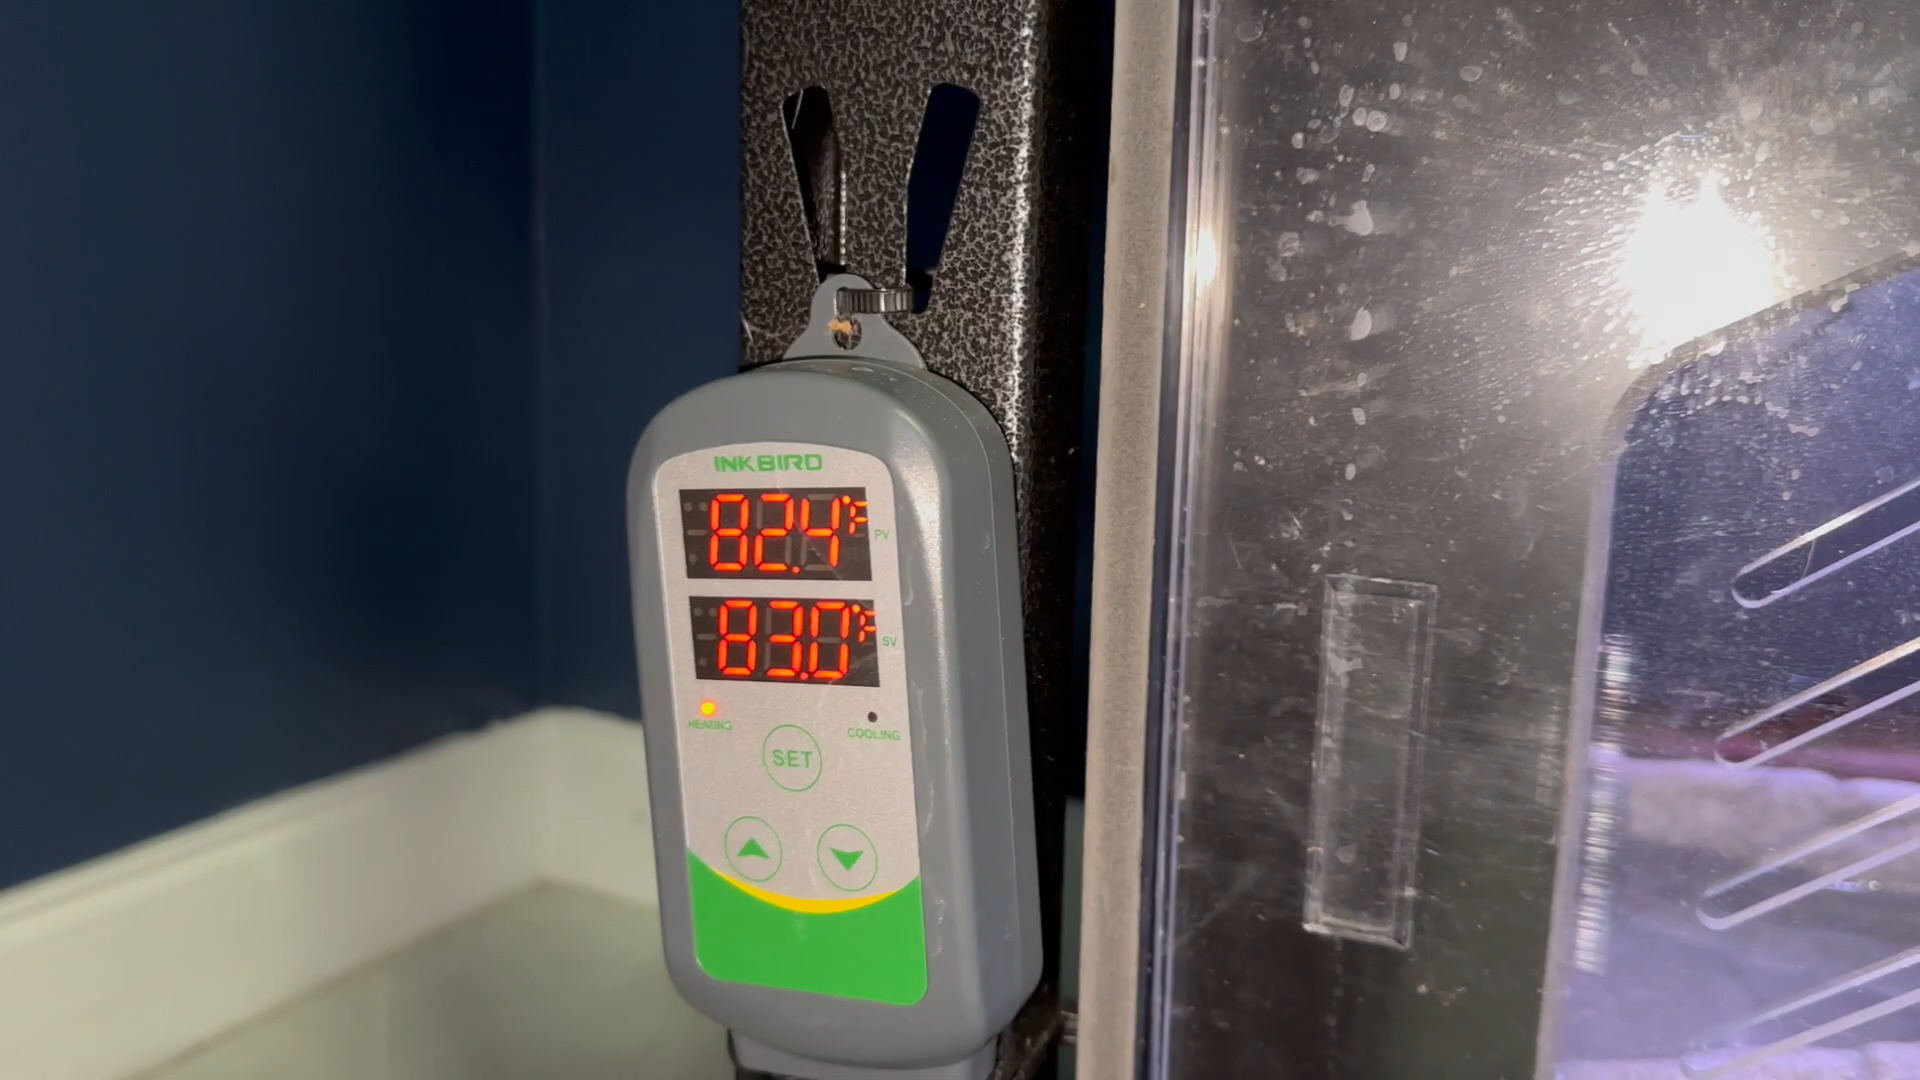 INKBIRD
82.4°F PV
83.0°F SV
HEATING
COOLING
SET